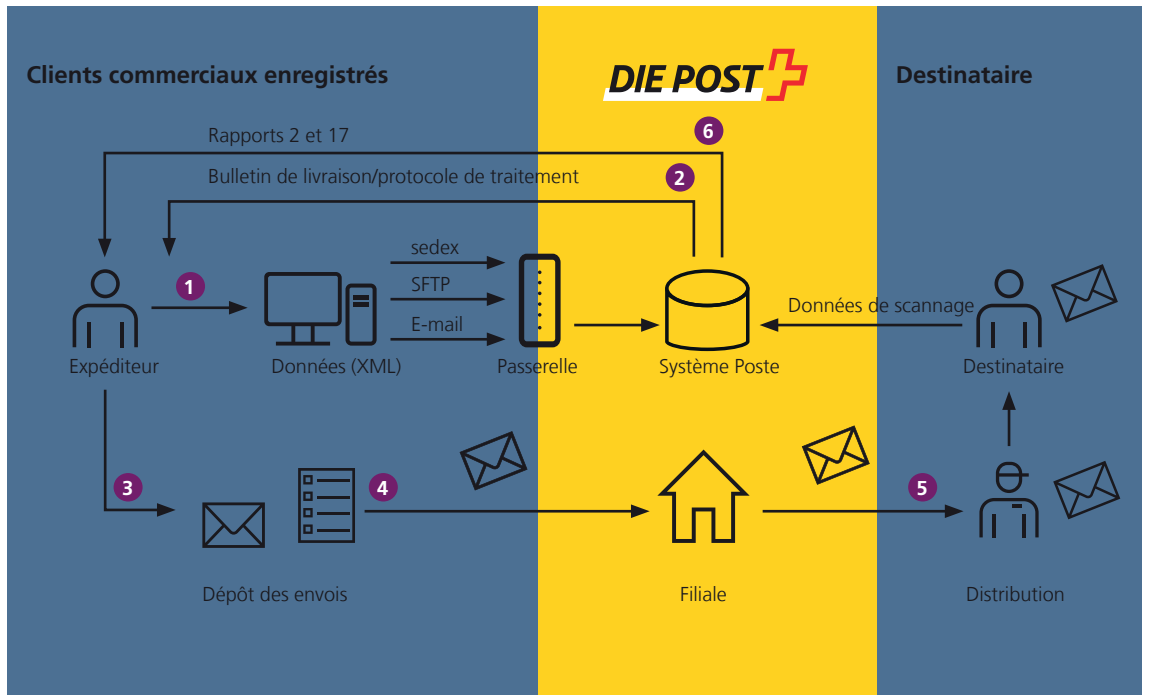 Clients commerciaux enregistrés
DIE POST
Destinataire
Rapports 2 et 17
6
Bulletin de livraison/protocole de traitement
2
sedex
1
SFTP
Données de scannage
E-mail
Expéditeur
Données (XML)
Passerelle
Système Poste
Destinataire
3
4
5
Dépôt des envois
Filiale
Distribution